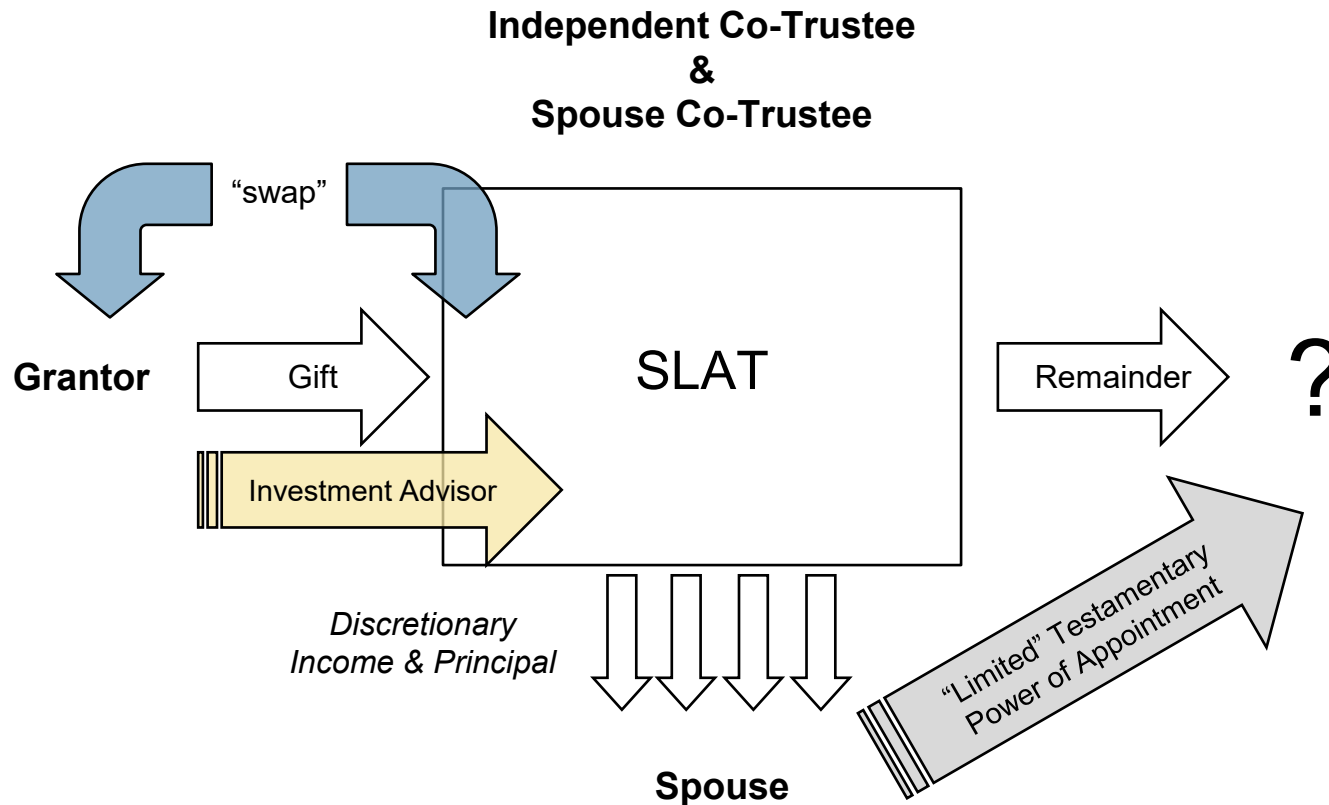 Independent Co-Trustee
&
Spouse Co-Trustee
“swap”
Grantor
Gift
SLAT
Remainder
?
Investment Advisor
Discretionary
Income & Principal
“Limited” Testamentary
Power of Appointment
Spouse